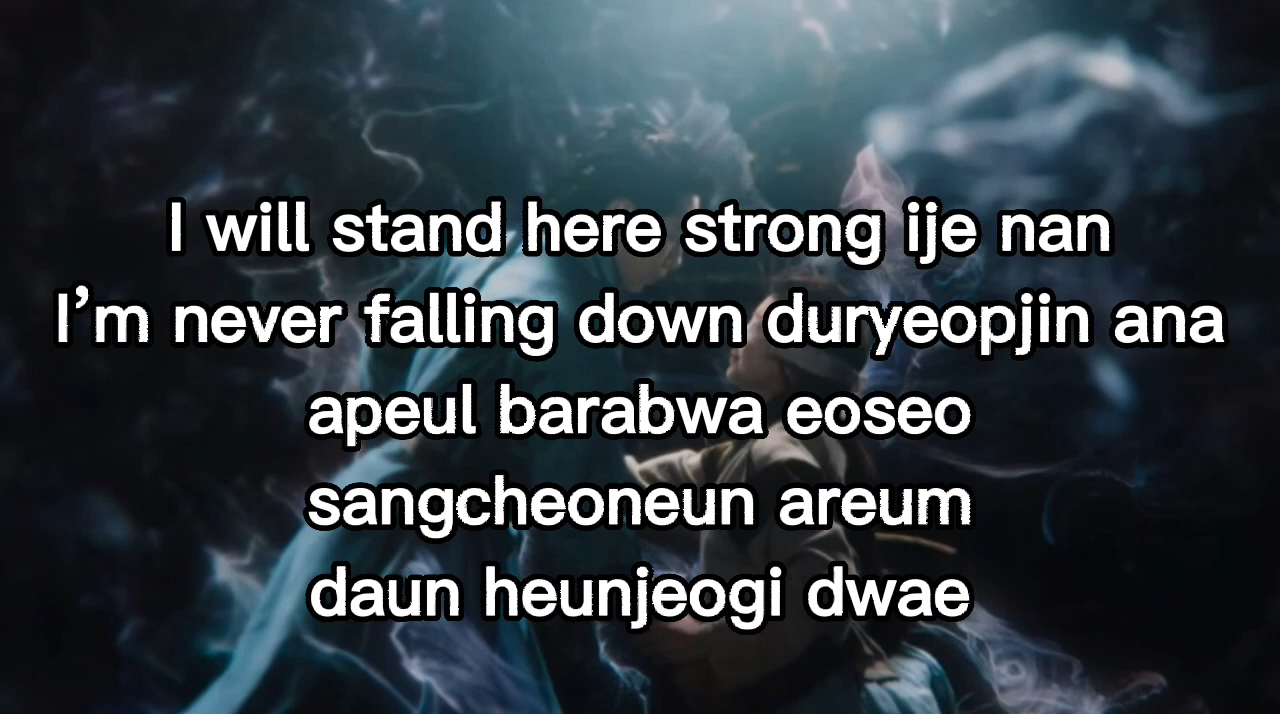 I will stand here strong ije nan
I’m never falling down duryeopjin ana
apeul barabwa eoseo
sangcheoneun areum
daun heunjeogi dwae